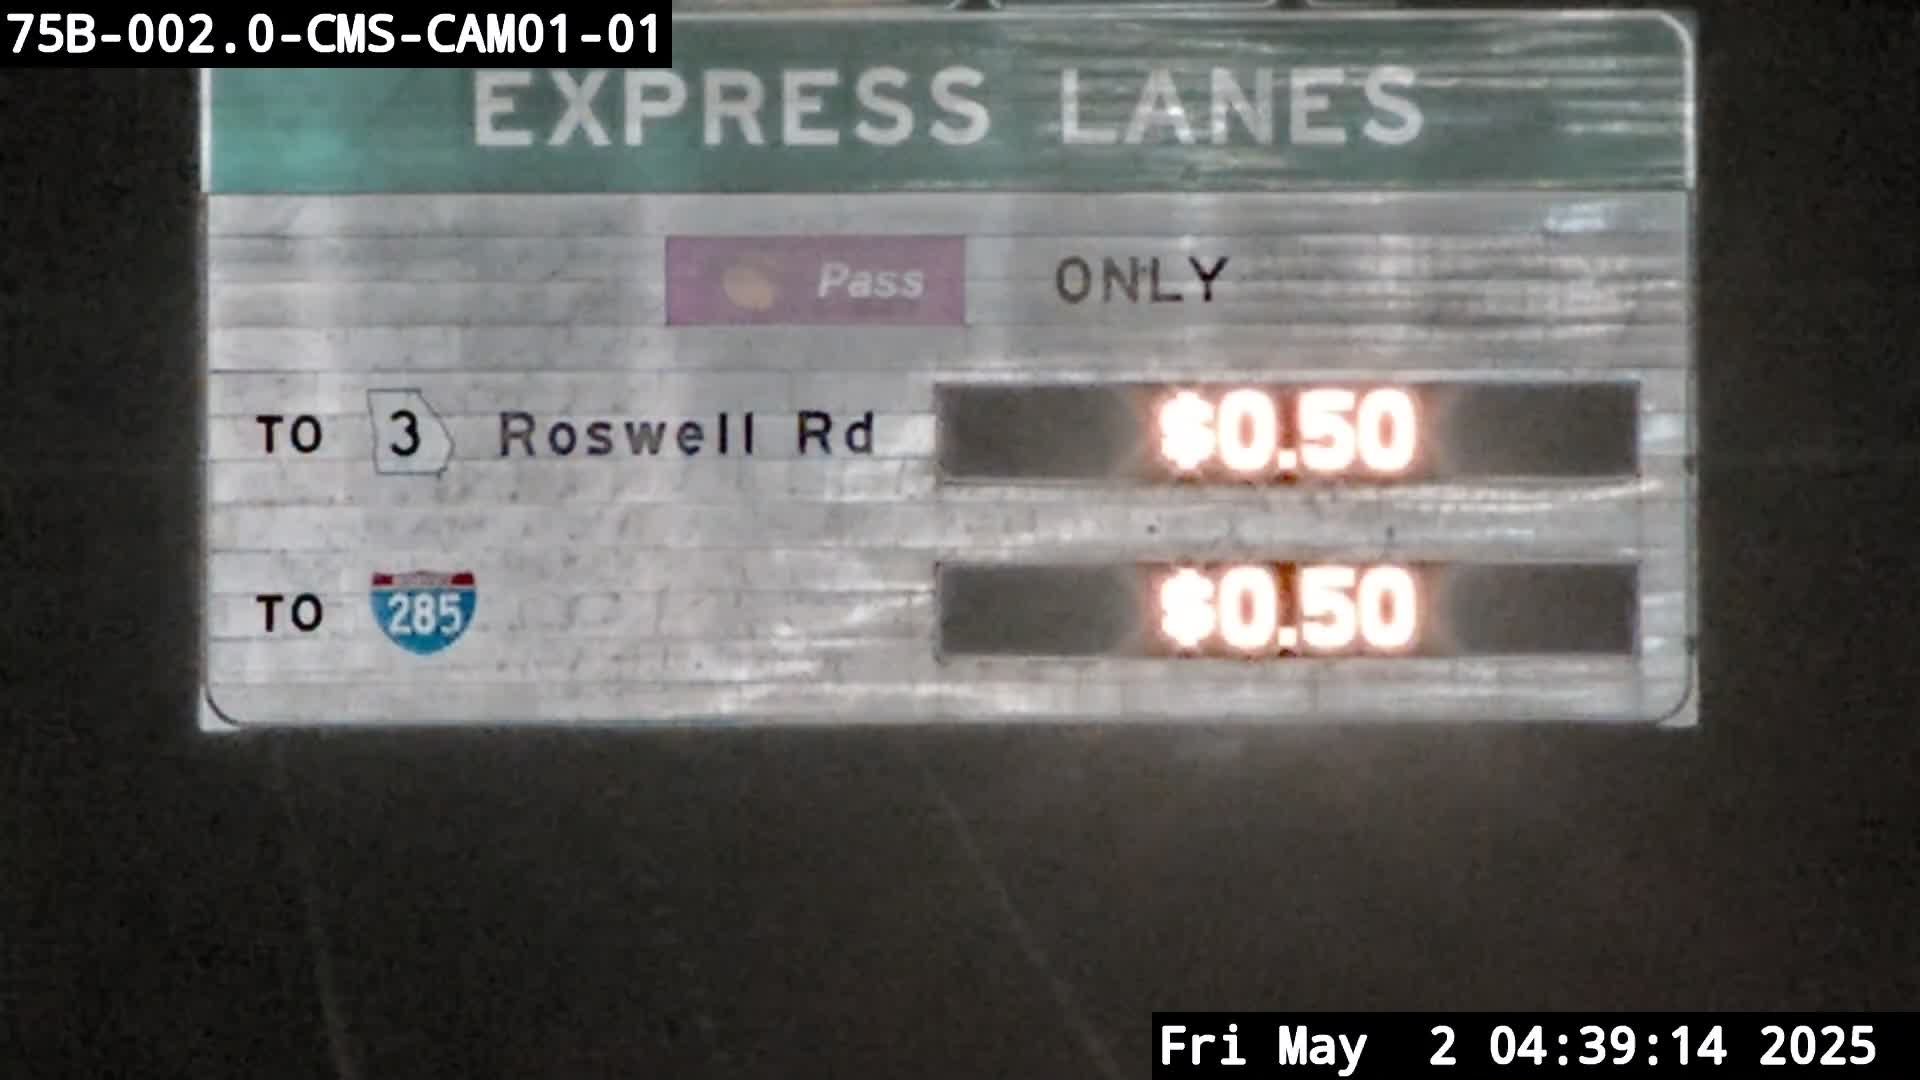 75B-002.0-CMS-CAM01-01
EXPRESS LANES
Pass ONLY
TO 3 Roswell Rd $0.50
TO 285 $0.50
Fri May 2 04:39:14 2025